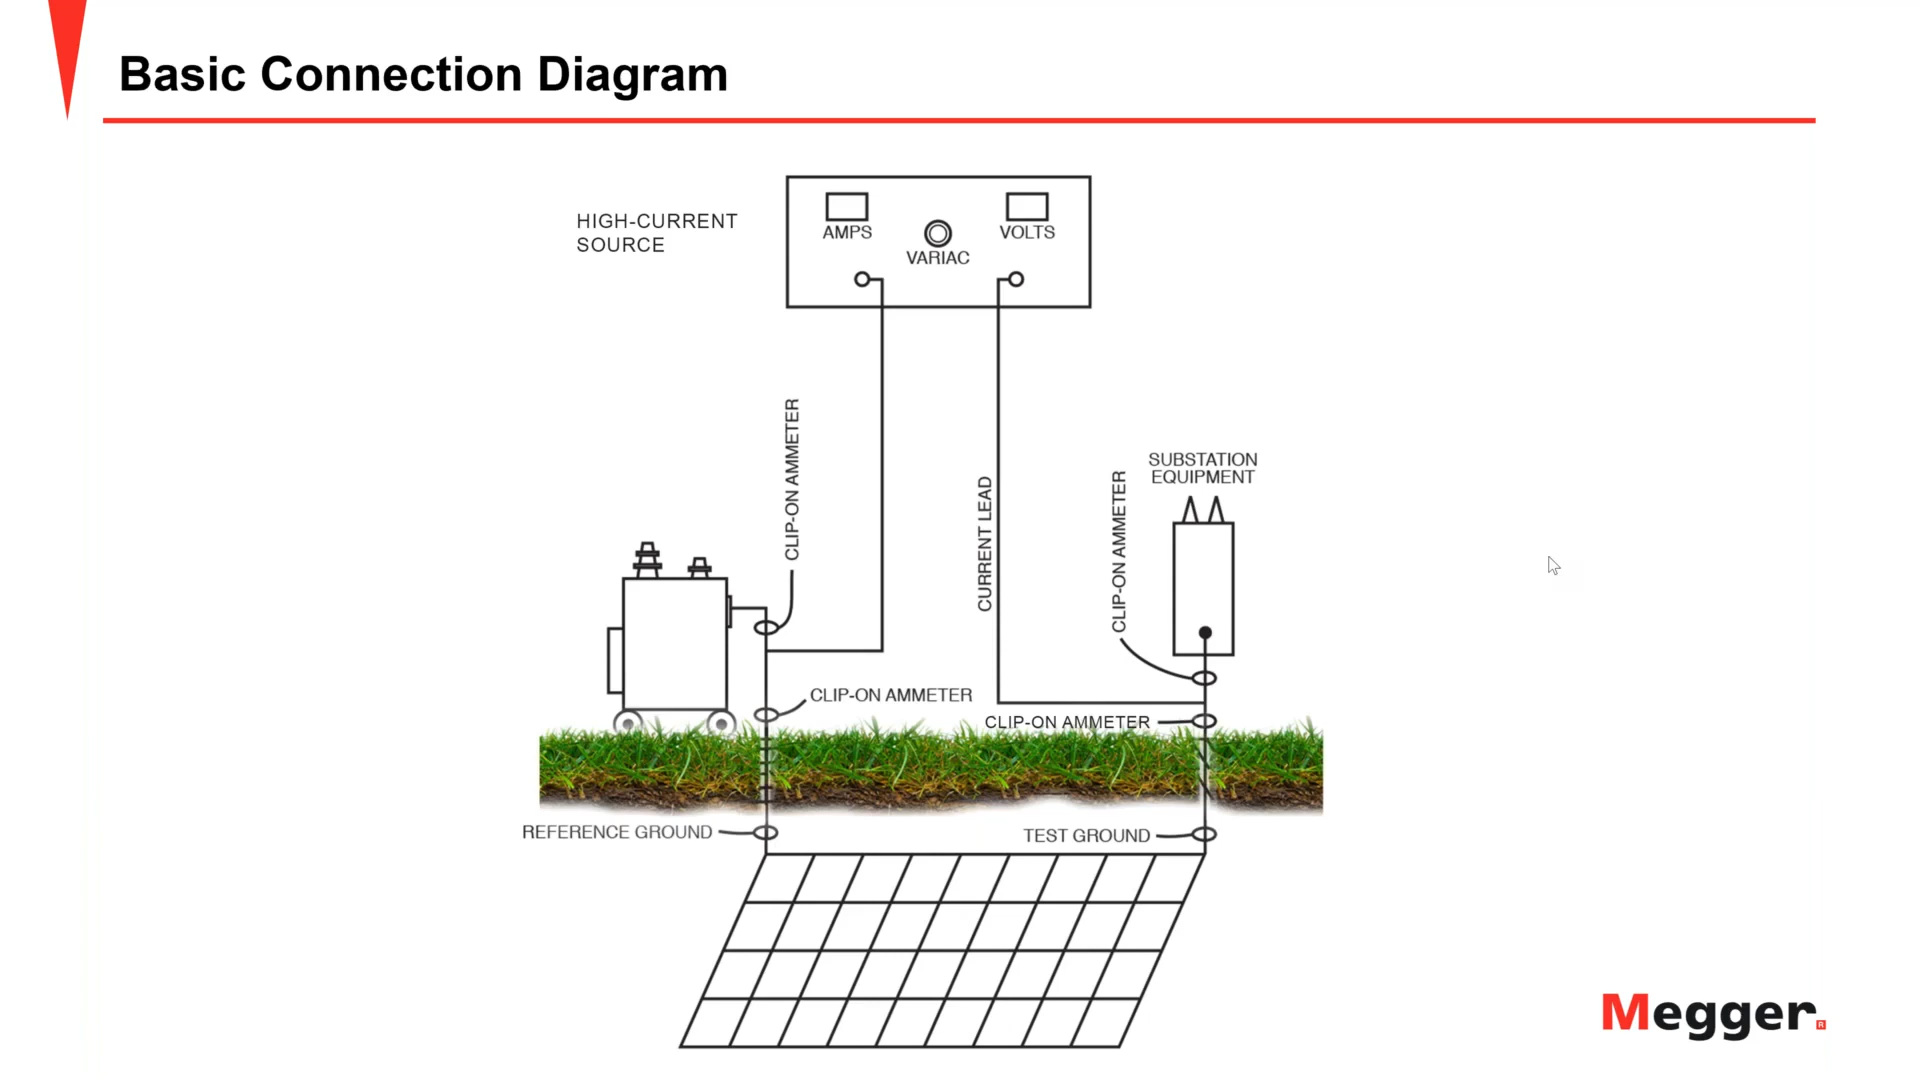 Basic Connection Diagram
HIGH-CURRENT
SOURCE
AMPS
VOLTS
VARIAC
CLIP-ON AMMETER
CURRENT LEAD
CLIP-ON AMMETER
SUBSTATION
EQUIPMENT
CLIP-ON AMMETER
CLIP-ON AMMETER
REFERENCE GROUND
TEST GROUND
Megger®